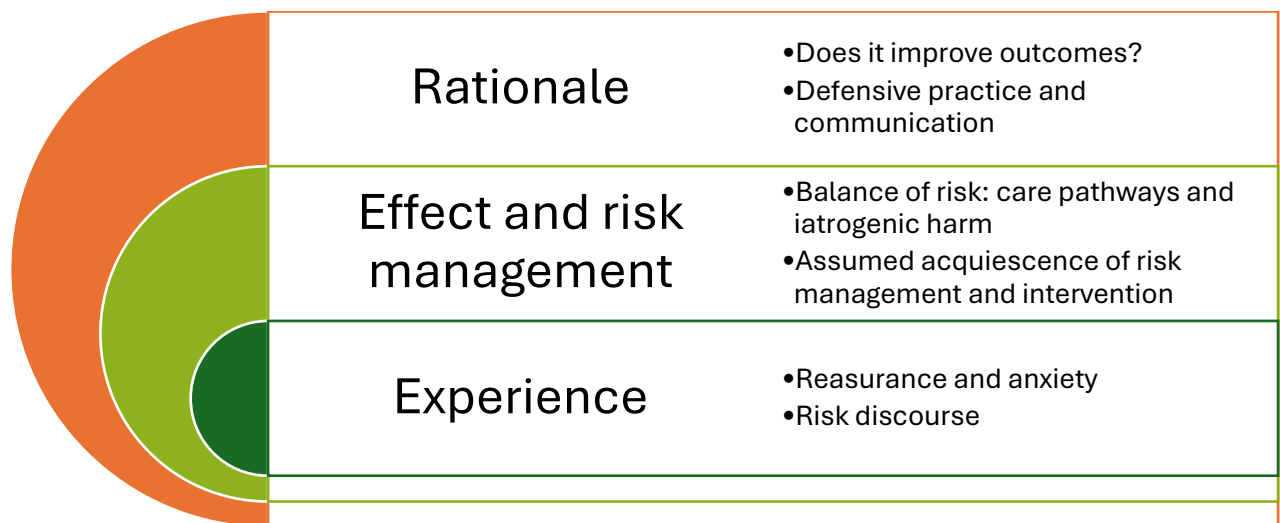 Rationale
•Does it improve outcomes?
•Defensive practice and
communication
Effect and risk
management
•Balance of risk: care pathways and
iatrogenic harm
•Assumed acquiescence of risk
management and intervention
Experience
•Reasurance and anxiety
•Risk discourse